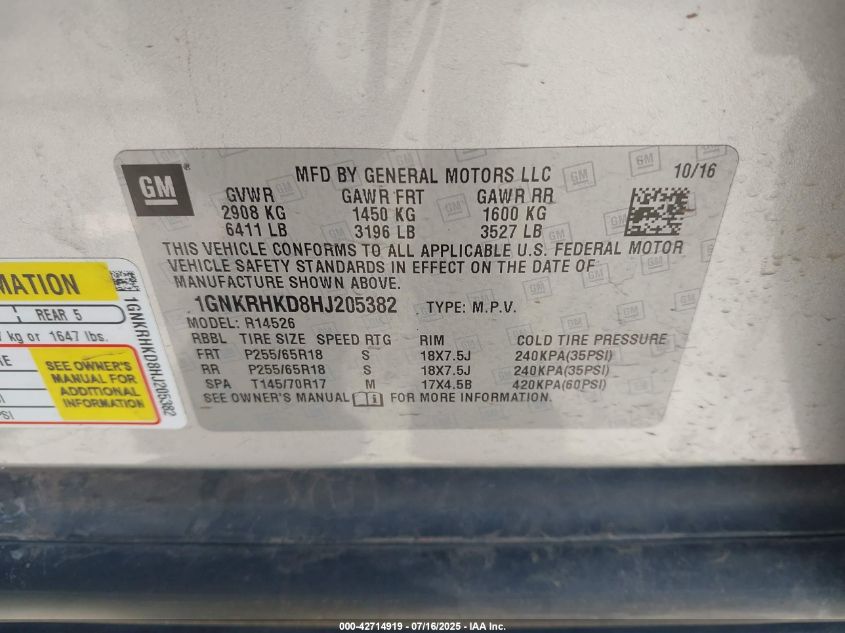 GM
MFD BY GENERAL MOTORS LLC 10/16
GVWR GAWR FRT GAWR RR
2908 KG 1450 KG 1600 KG
6411 LB 3196 LB 3527 LB
THIS VEHICLE CONFORMS TO ALL APPLICABLE U.S. FEDERAL MOTOR
VEHICLE SAFETY STANDARDS IN EFFECT ON THE DATE OF
MANUFACTURE SHOWN ABOVE.
1GNKRHKD8HJ205382 TYPE: M.P.V.
MODEL: R14526
RBBL TIRE SIZE SPEED RTG RIM COLD TIRE PRESSURE
FRT P255/65R18 S 18X7.5J 240KPA(35PSI)
RR P255/65R18 S 18X7.5J 240KPA(35PSI)
SPA T145/70R17 M 17X4.5B 420KPA(60PSI)
SEE OWNER'S MANUAL FOR MORE INFORMATION.
MATION
REAR 5
kg or 1647 lbs.
SEE OWNER'S
MANUAL FOR
ADDITIONAL
INFORMATION
1GNKRHKD8HJ205382
000-42714919 - 07/16/2025 - IAA Inc.